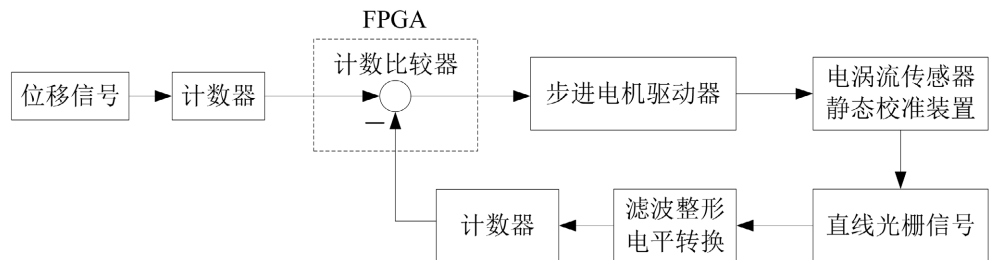 FPGA
计数比较器
位移信号
计数器
步进电机驱动器
电涡流传感器
静态校准装置
计数器
滤波整形
电平转换
直线光栅信号